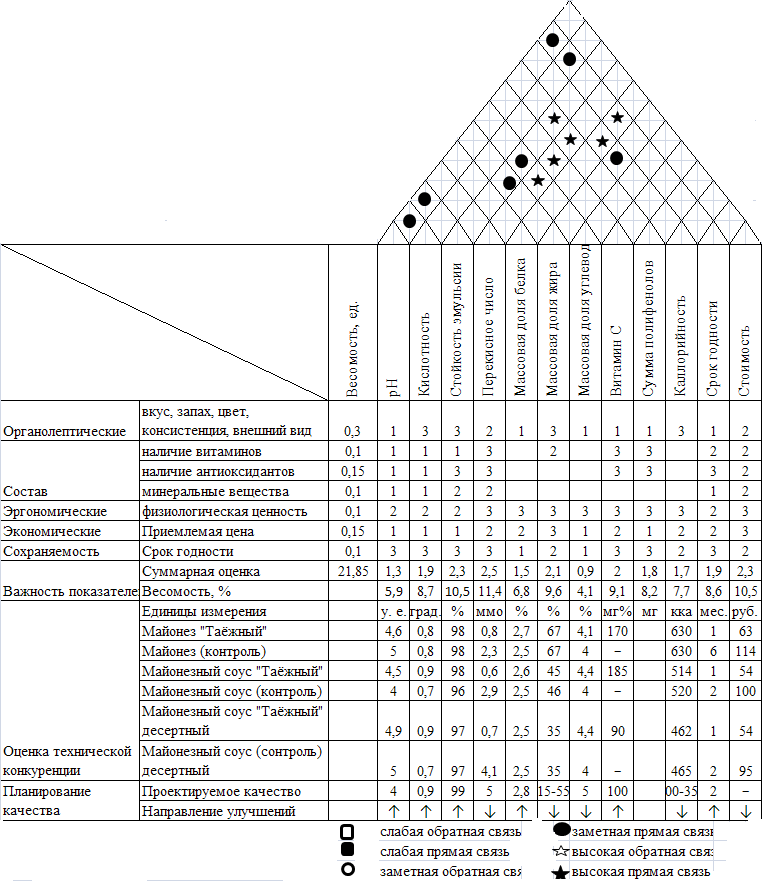 Весомость, ед.
pH
Кислотность
Стойкость эмульсии
Перекисное число
Массовая доля белка
Массовая доля жира
Массовая доля углевод
Витамин С
Сумма полифенолов
Каллорийность
Срок годности
Стоимость
вкус, запах, цвет,
Органолептические консистенция, внешний вид 0,3 1 3 3 2 1 3 1 1 1 3 1 2
наличие витаминов 0,1 1 1 1 3 2 3 3 2 2
наличие антиоксидантов 0,15 1 1 3 3 3 3 3 2
Состав минеральные вещества 0,1 1 1 2 2 1 2
Эргономические физиологическая ценность 0,1 2 2 2 3 3 3 3 3 3 3 2 3
Экономические Приемлемая цена 0,15 1 1 1 2 2 3 1 2 1 2 2 3
Сохраняемость Срок годности 0,1 3 3 3 3 1 2 1 3 3 2 3 2
Суммарная оценка 21,85 1,3 1,9 2,3 2,5 1,5 2,1 0,9 2 1,8 1,7 1,9 2,3
Важность показателе Весомость, % 5,9 8,7 10,5 11,4 6,8 9,6 4,1 9,1 8,2 7,7 8,6 10,5
Единицы измерения у. е. град. % ммо % % % мг% мг кка мес. руб.
Майонез "Таёжный" 4,6 0,8 98 0,8 2,7 67 4,1 170 630 1 63
Майонез (контроль) 5 0,8 98 2,3 2,5 67 4 – 630 6 114
Майонезный соус "Таёжный" 4,5 0,9 98 0,6 2,6 45 4,4 185 514 1 54
Майонезный соус (контроль) 4 0,7 96 2,9 2,5 46 4 – 520 2 100
Майонезный соус "Таёжный"
десертный 4,9 0,9 97 0,7 2,5 35 4,4 90 462 1 54
Оценка технической Майонезный соус (сонтроль)
конкуренции десертный 5 0,7 97 4,1 2,5 35 4 – 465 2 95
Планирование Проектируемое качество 4 0,9 99 5 2,8 15-55 5 100 00-35 2 –
качества Направление улучшений ↑ ↑ ↑ ↓ ↑ ↓ ↓ ↑ ↓ ↑ ↓
слабая обратная связь заметная прямая связь
слабая прямая связь высокая обратная связ
заметная обратная свя высокая прямая связь